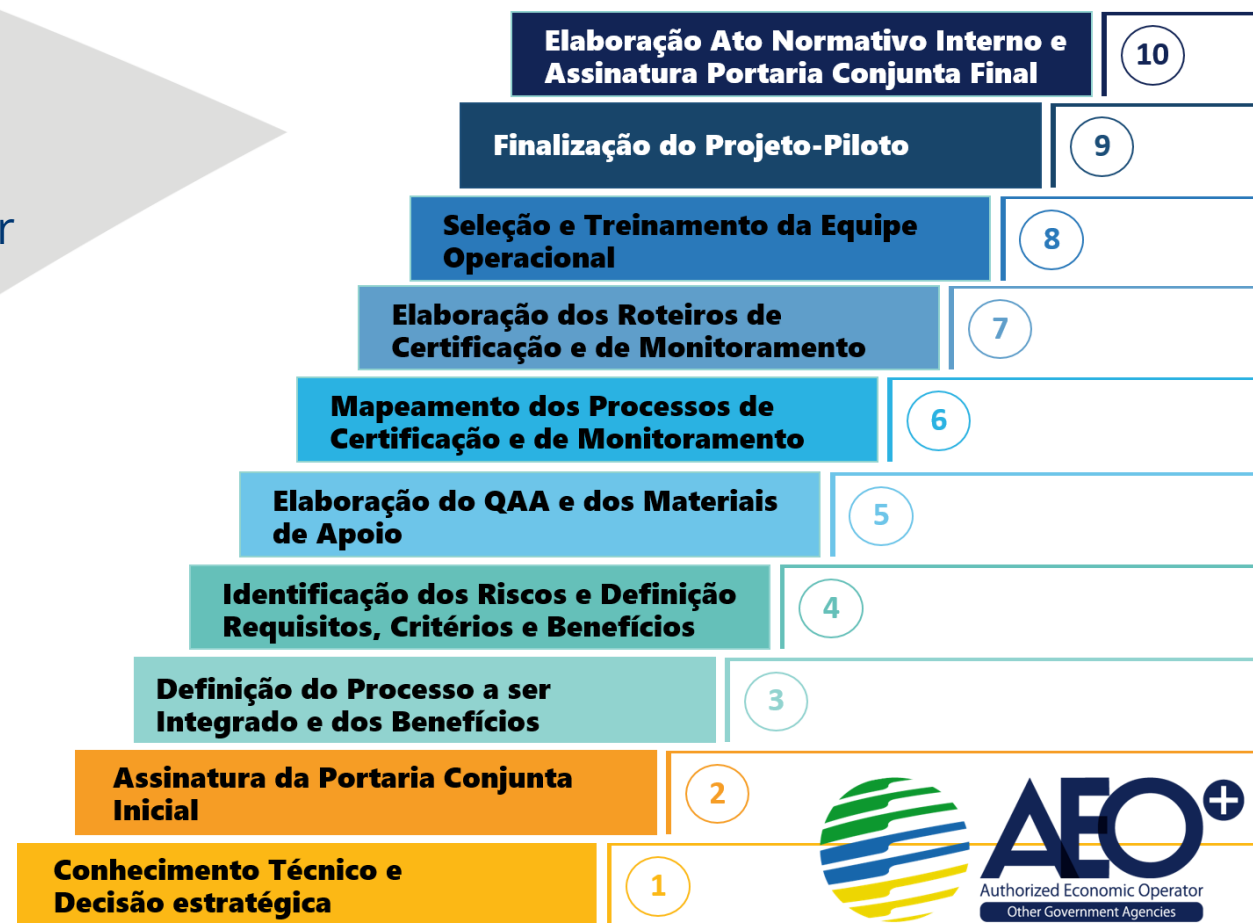 Elaboração Ato Normativo Interno e
Assinatura Portaria Conjunta Final
10
Finalização do Projeto-Piloto
9
r
Seleção e Treinamento da Equipe
Operacional
8
Elaboração dos Roteiros de
Certificação e de Monitoramento
7
Mapeamento dos Processos de
Certificação e de Monitoramento
6
Elaboração do QAA e dos Materiais
de Apoio
5
Identificação dos Riscos e Definição
Requisitos, Critérios e Benefícios
4
Definição do Processo a ser
Integrado e dos Benefícios
3
Assinatura da Portaria Conjunta
Inicial
2
Conhecimento Técnico e
Decisão estratégica
1
AEO+
Authorized Economic Operator
Other Government Agencies